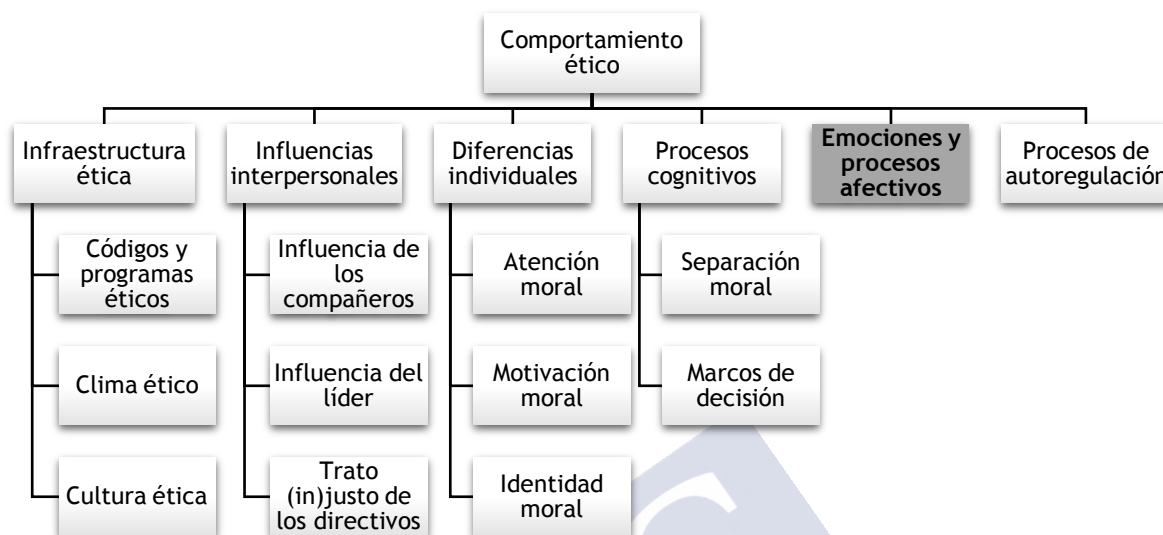 Comportamiento
ético
Infraestructura
ética
Influencias
interpersonales
Diferencias
individuales
Procesos
cognitivos
Emociones y
procesos
afectivos
Procesos de
autoregulación
Códigos y
programas
éticos
Influencia de
los
compañeros
Atención
moral
Separación
moral
Clima ético
Influencia del
líder
Motivación
moral
Marcos de
decisión
Cultura ética
Trato
(in)justo de
los directivos
Identidad
moral